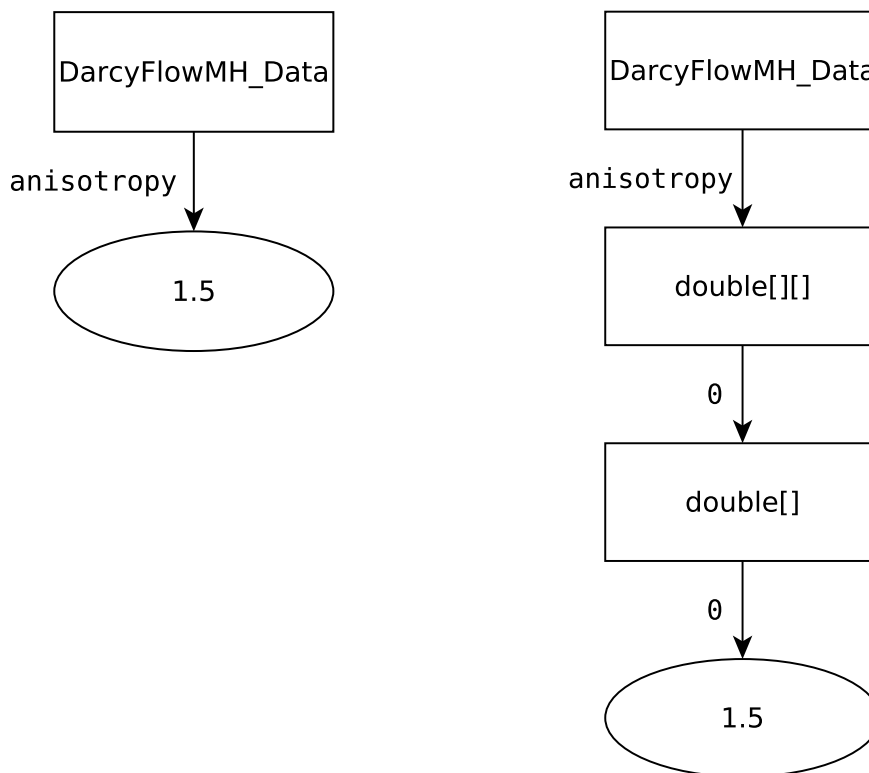 DarcyFlowMH_Data
anisotropy
1.5
DarcyFlowMH_Data
anisotropy
double[][]
0
double[]
0
1.5